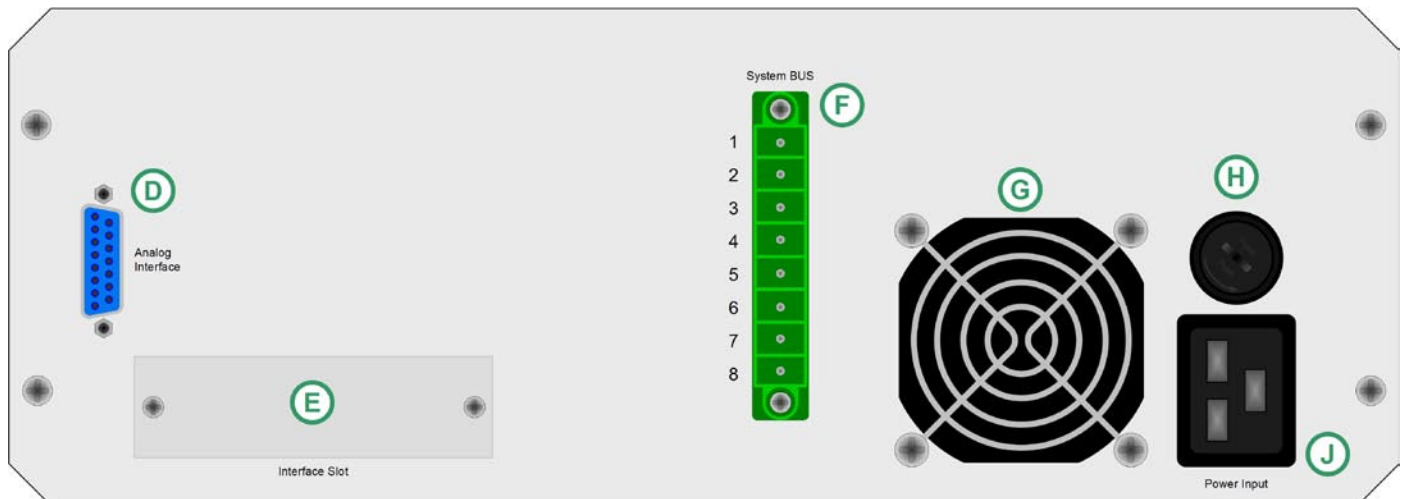 System BUS
F
1
2
3
4
5
6
7
8
D
Analog
Interface
E
Interface Slot
G
H
J
Power Input